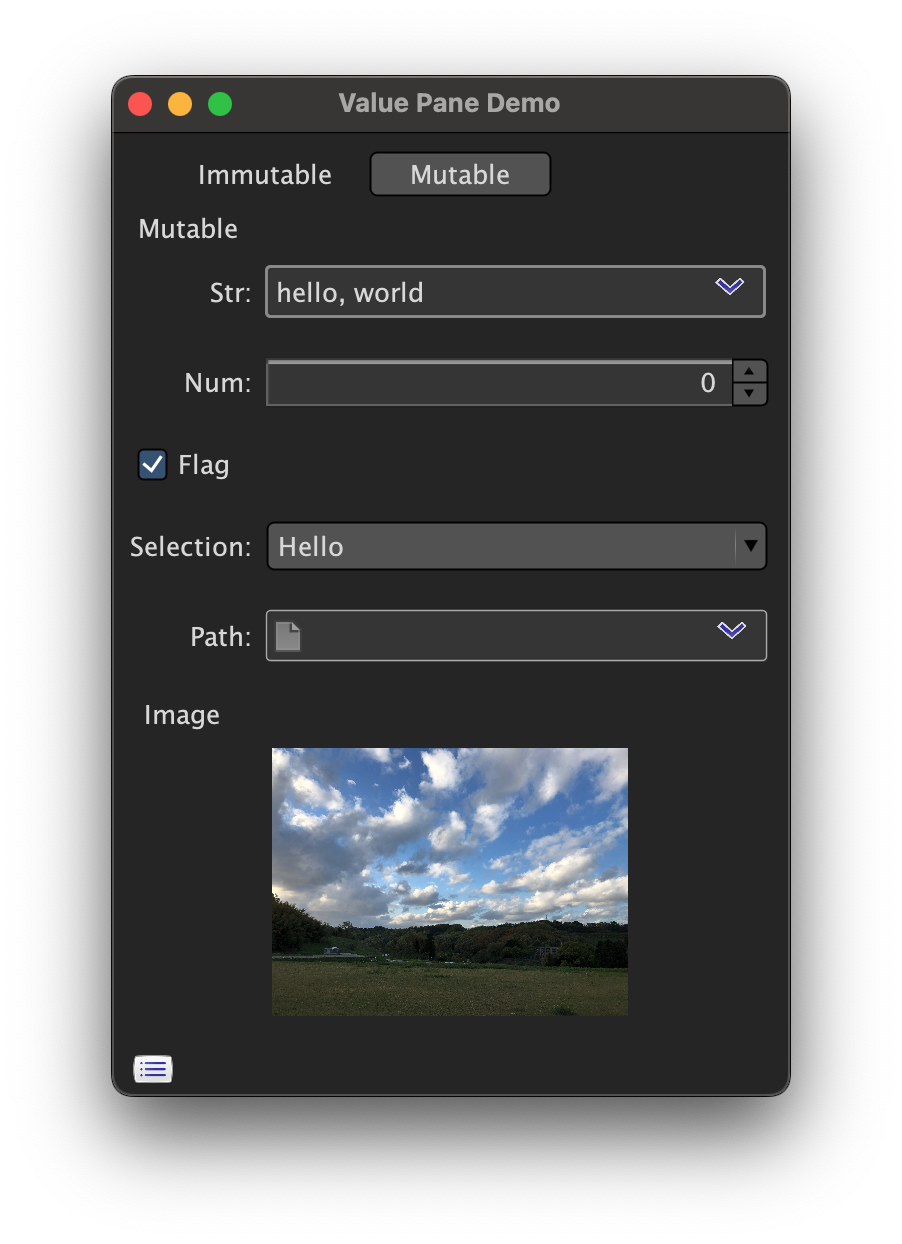 Value Pane Demo
Immutable Mutable
Mutable
Str: hello, world
Num: 0
Flag
Selection: Hello
Path:
Image